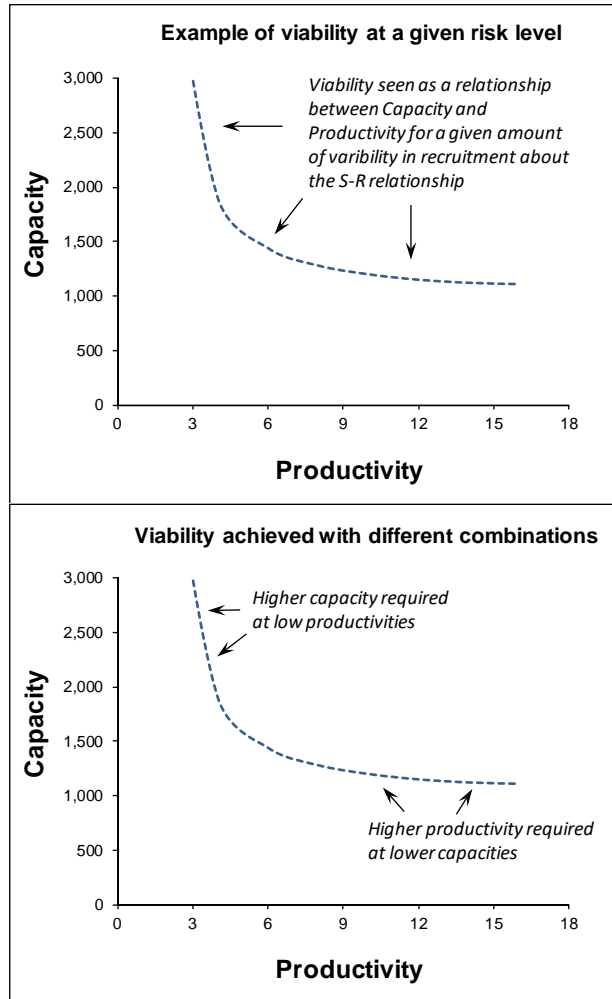 Example of viability at a given risk level
3,000
2,500
2,000
1,500
1,000
500
0
Capacity
Viability seen as a relationship
between Capacity and
Productivity for a given amount
of varibility in recruitment about
the S-R relationship
0 3 6 9 12 15 18
Productivity
Viability achieved with different combinations
3,000
2,500
2,000
1,500
1,000
500
0
Capacity
Higher capacity required
at low productivities
Higher productivity required
at lower capacities
0 3 6 9 12 15 18
Productivity